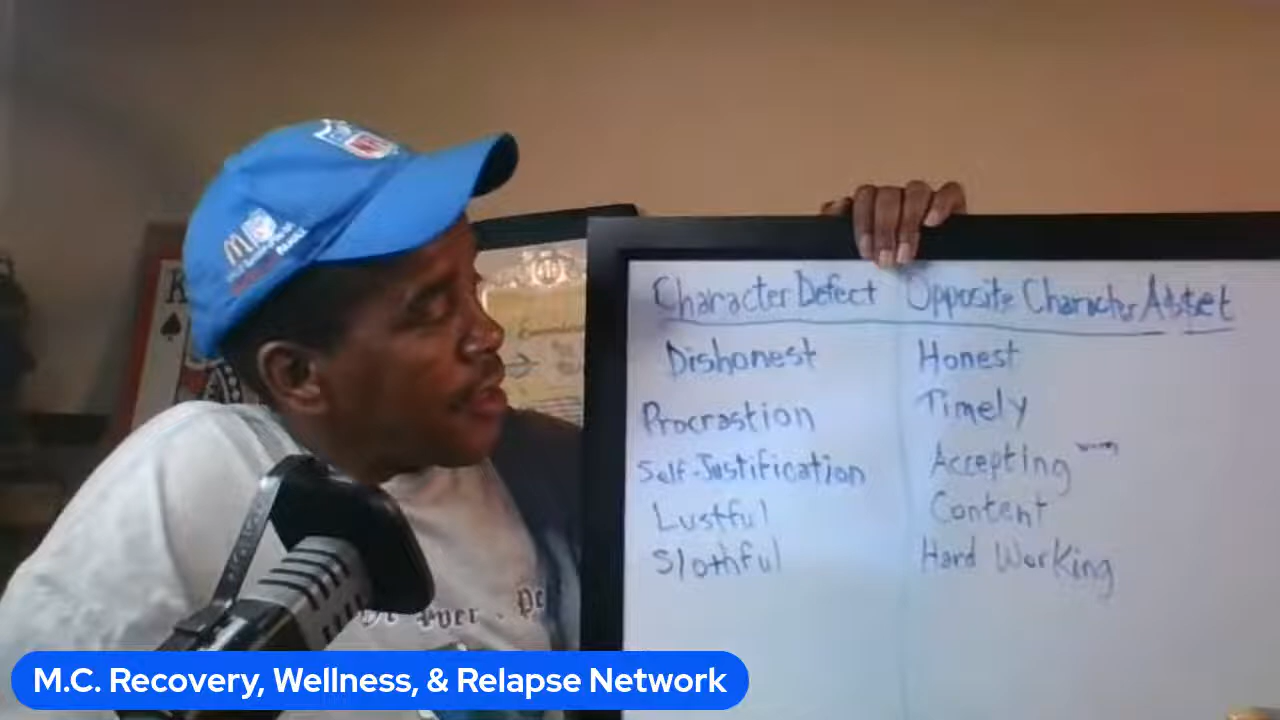 NFL
K
Character Defect Opposite Character Asset
Dishonest Honest
Procrastion Timely
Self-Justification Accepting
Lustful Content
Slothful Hard Working
M.C. Recovery, Wellness, & Relapse Network